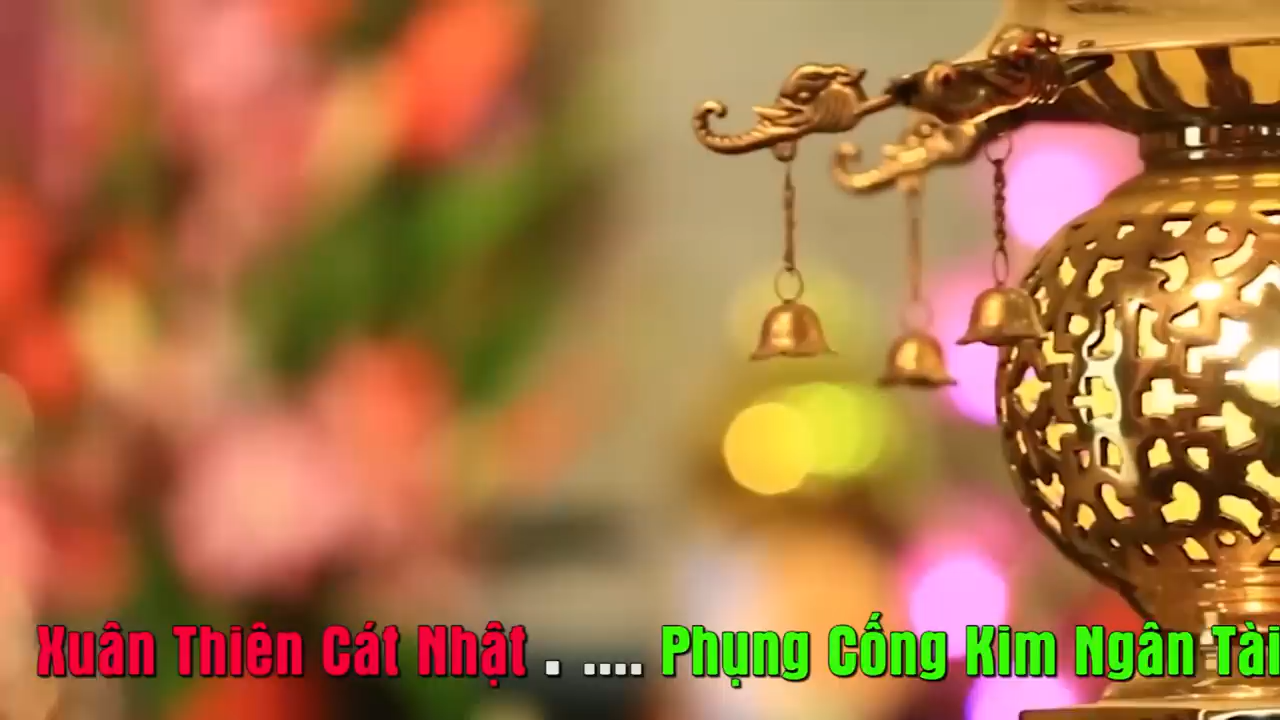 Xuân Thiên Cát Nhật . .... Phụng Cống Kim Ngân Tài